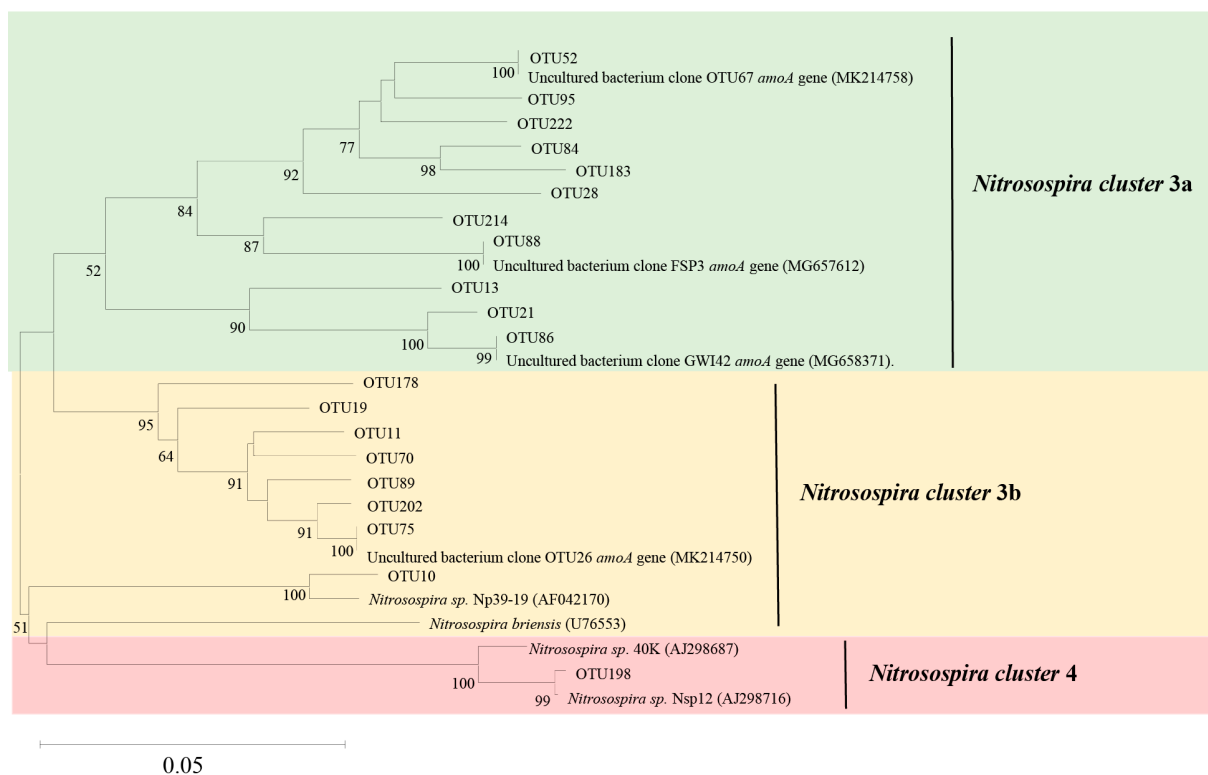 OTU52
100
Uncultured bacterium clone OTU67 amoA gene (MK214758)
OTU95
OTU222
77
OTU84
98
OTU183
92
OTU28
Nitrosospira cluster 3a
84
OTU214
87
OTU88
100
Uncultured bacterium clone FSP3 amoA gene (MG657612)
52
OTU13
90
OTU21
100
OTU86
99
Uncultured bacterium clone GWI42 amoA gene (MG658371).
OTU178
95
OTU19
64
OTU11
OTU70
91
OTU89
Nitrosospira cluster 3b
OTU202
91
OTU75
100
Uncultured bacterium clone OTU26 amoA gene (MK214750)
OTU10
100
Nitrosospira sp. Np39-19 (AF042170)
51
Nitrosospira briensis (U76553)
Nitrosospira sp. 40K (AJ298687)
100
OTU198
Nitrosospira cluster 4
99
Nitrosospira sp. Nsp12 (AJ298716)
0.05